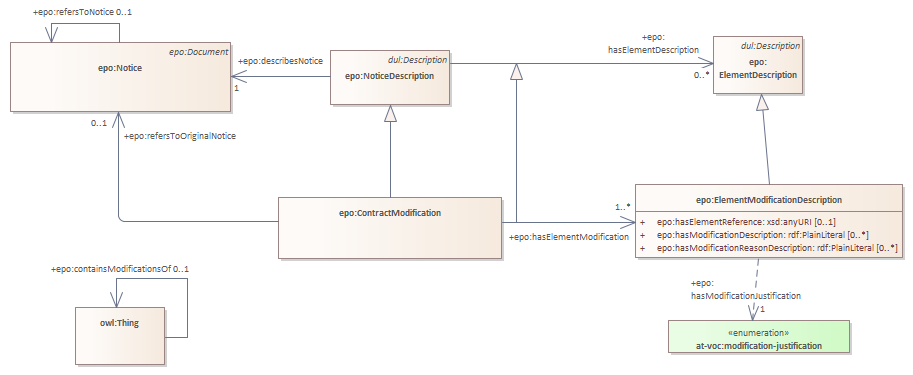 +epo:refersToNotice 0..1
epo:Document
epo:Notice
+epo:describesNotice
1
dul:Description
epo:NoticeDescription
+epo:
hasElementDescription
0..*
dul:Description
epo:
ElementDescription
0..1
+epo:refersToOriginalNotice
epo:ContractModification
1..*
+epo:hasElementModification
epo:ElementModificationDescription
+ epo:hasElementReference: xsd:anyURI [0..1]
+ epo:hasModificationDescription: rdf:PlainLiteral [0..*]
+ epo:hasModificationReasonDescription: rdf:PlainLiteral [0..*]
+epo:containsModificationsOf 0..1
owl:Thing
+epo:
hasModificationJustification
1
«enumeration»
at-voc:modification-justification